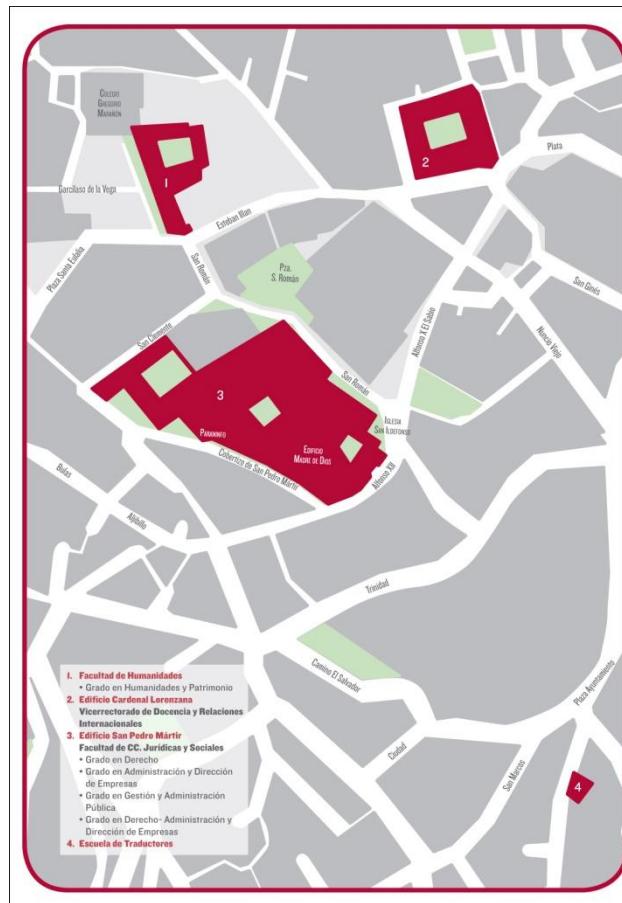 COLEGIO
GREGORIO
MARAÑÓN
1
2
Plata
Garcilaso de la Vega
Esteban Illan
Plaza Santa Eulalia
San Román
Pza.
S. Román
San Ginés
San Clemente
Alfonso X El Sabio
Nuncio Viejo
3
San Román
IGLESIA
SAN ILDEFONSO
PARANINFO
EDIFICIO
MADRE DE DIOS
Cobertizo de San Pedro Mártir
Alfonso XII
Bulas
Aljibillo
Trinidad
Camino El Salvador
Plaza Ayuntamiento
Ciudad
San Marcos
4
1. Facultad de Humanidades
• Grado en Humanidades y Patrimonio
2. Edificio Cardenal Lorenzana
Vicerrectorado de Docencia y Relaciones
Internacionales
3. Edificio San Pedro Mártir
Facultad de CC. Jurídicas y Sociales
• Grado en Derecho
• Grado en Administración y Dirección
de Empresas
• Grado en Gestión y Administración
Pública
• Grado en Derecho- Administración y
Dirección de Empresas
4. Escuela de Traductores